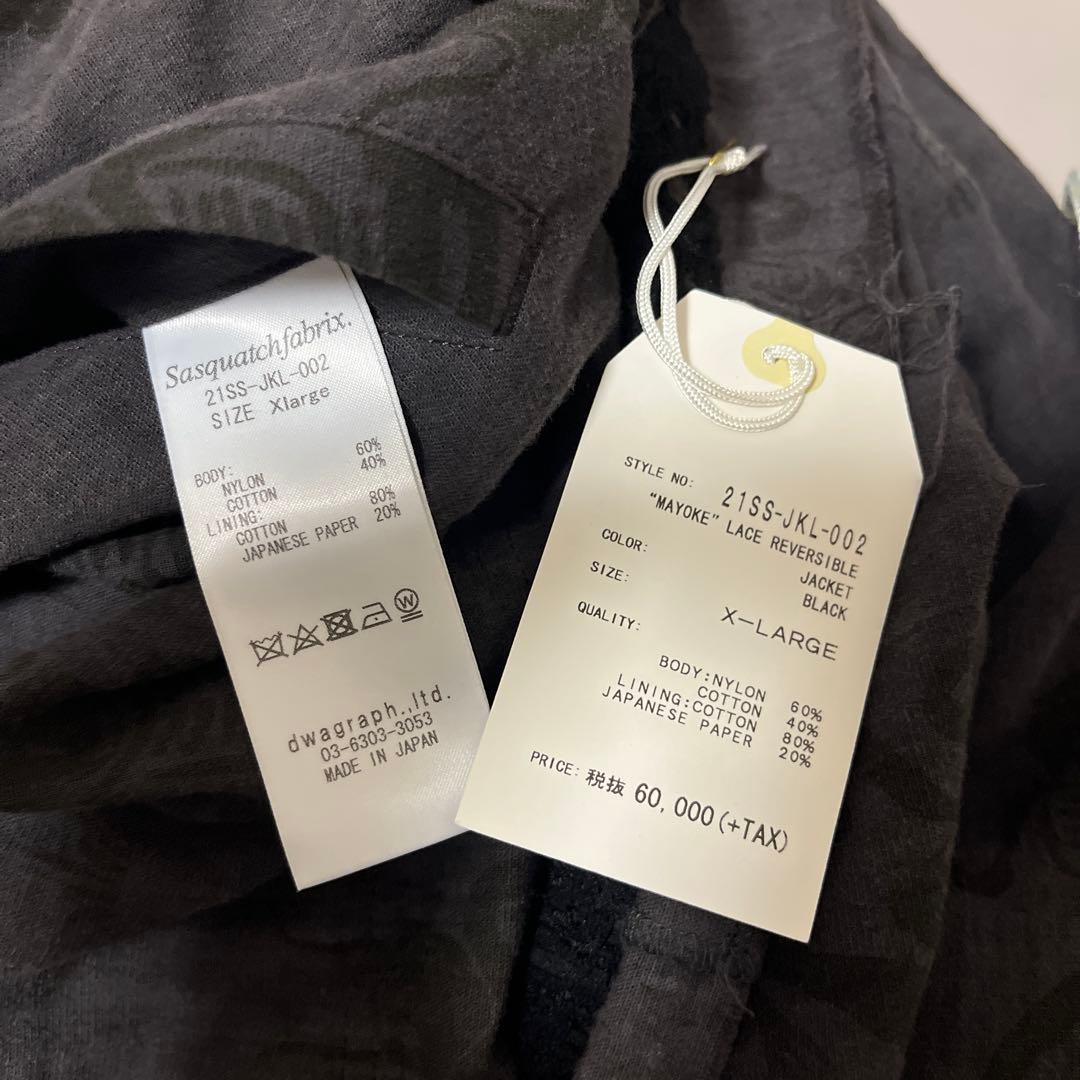 Sasquatchfabrix.
21SS-JKL-002
SIZE Xlarge
BODY:
NYLON 60%
COTTON 40%
LINING:
COTTON 80%
JAPANESE PAPER 20%
W
dwagraph.,ltd.
03-6303-3053
MADE IN JAPAN
STYLE NO: 21SS-JKL-002
“MAYOKE” LACE REVERSIBLE
JACKET
COLOR: BLACK
SIZE: X-LARGE
QUALITY:
BODY:NYLON 60%
COTTON 40%
LINING:COTTON 80%
JAPANESE PAPER 20%
PRICE: 税抜 60,000(+TAX)